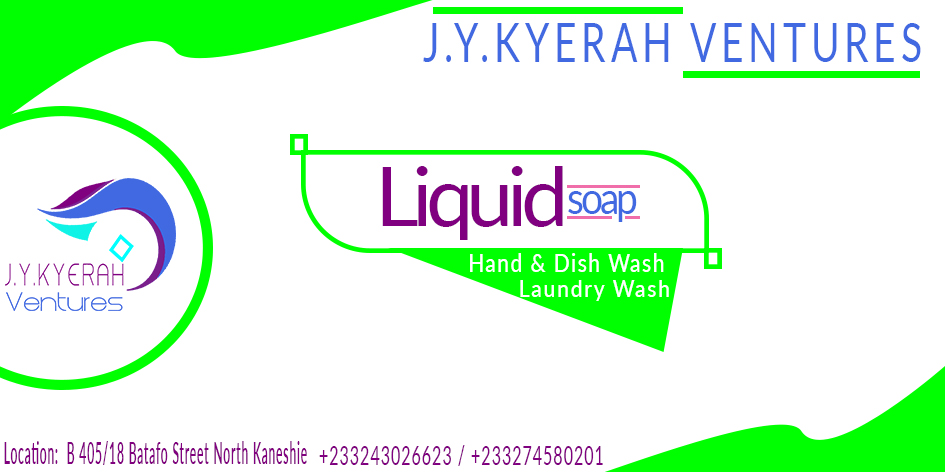 J.Y.KYERAH VENTURES
J.Y.KYERAH
Ventures
Liquid soap
Hand & Dish Wash
Laundry Wash
Location: B 405/18 Batafo Street North Kaneshie +233243026623 / +233274580201